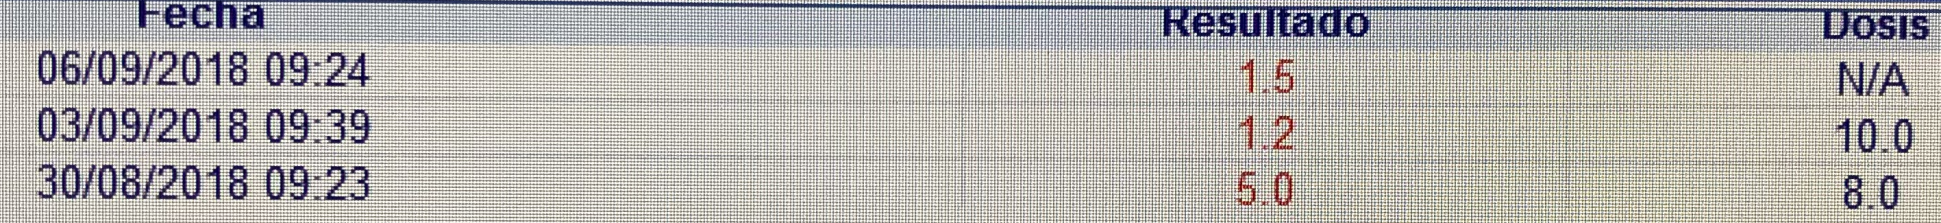 Fecha Resultado Dosis
06/09/2018 09:24 1.5 N/A
03/09/2018 09:39 1.2 10.0
30/08/2018 09:23 5.0 8.0